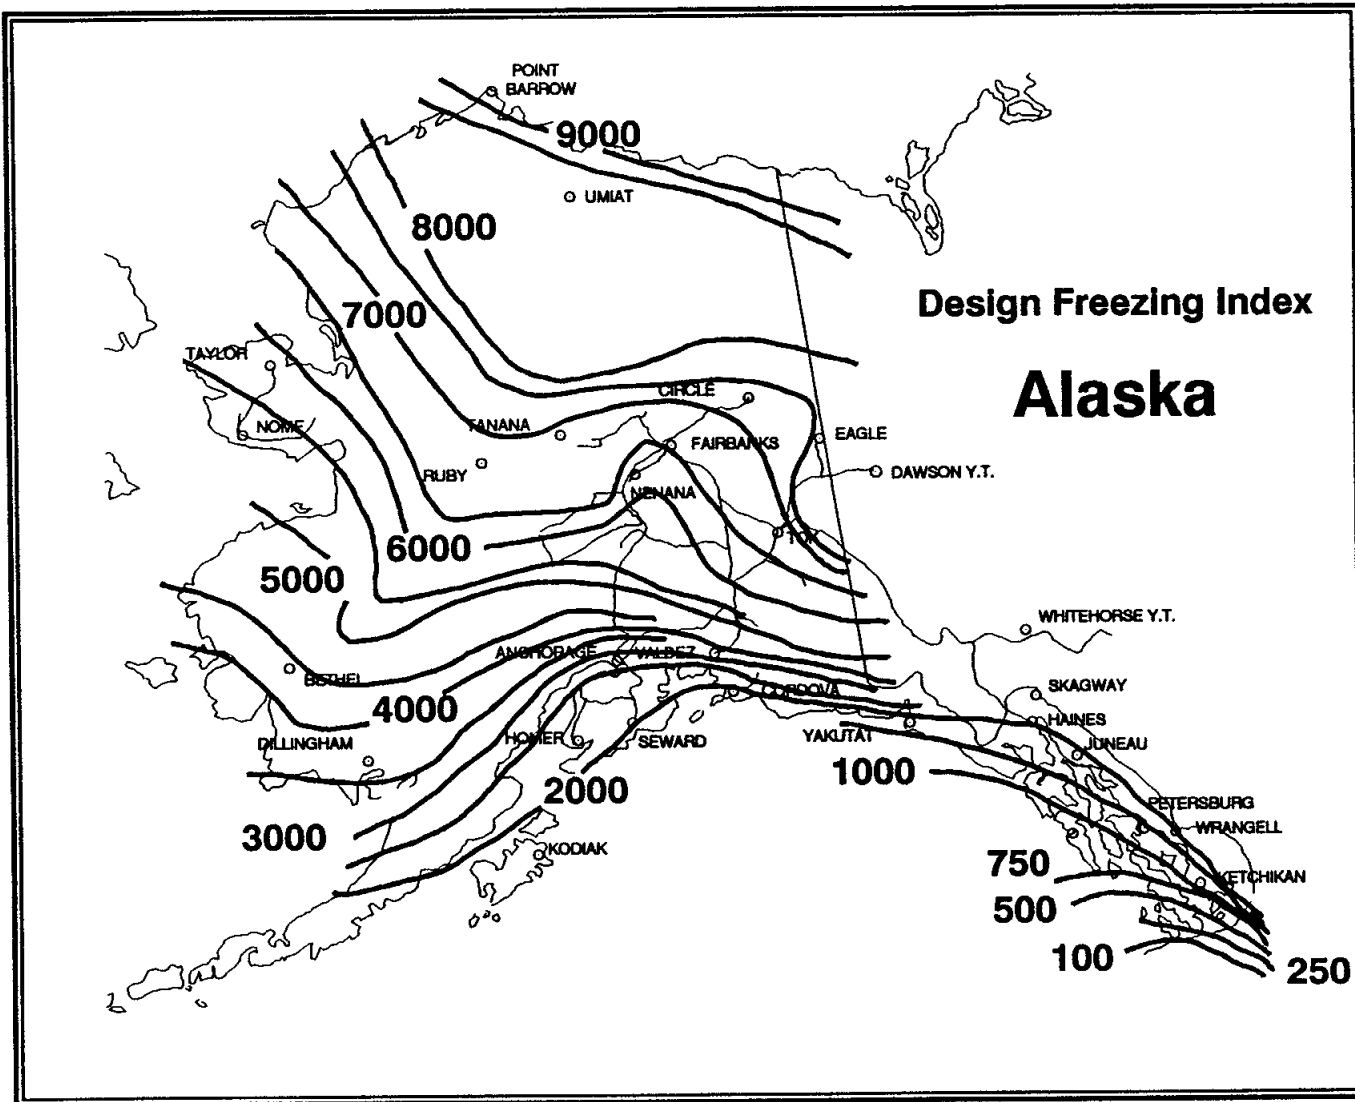 POINT
BARROW
9000
UMIAT
8000
Design Freezing Index
7000
Alaska
TAYLOR
CIRCLE
NOME
TANANA
FAIRBANKS
EAGLE
RUBY
DAWSON Y.T.
NENANA
TOK
6000
5000
WHITEHORSE Y.T.
ANCHORAGE
VALDEZ
BETHEL
SKAGWAY
CORDOVA
4000
HAINES
DILLINGHAM
HOMER
SEWARD
YAKUTAT
JUNEAU
1000
2000
PETERSBURG
3000
WRANGELL
KODIAK
750
KETCHIKAN
500
100
250